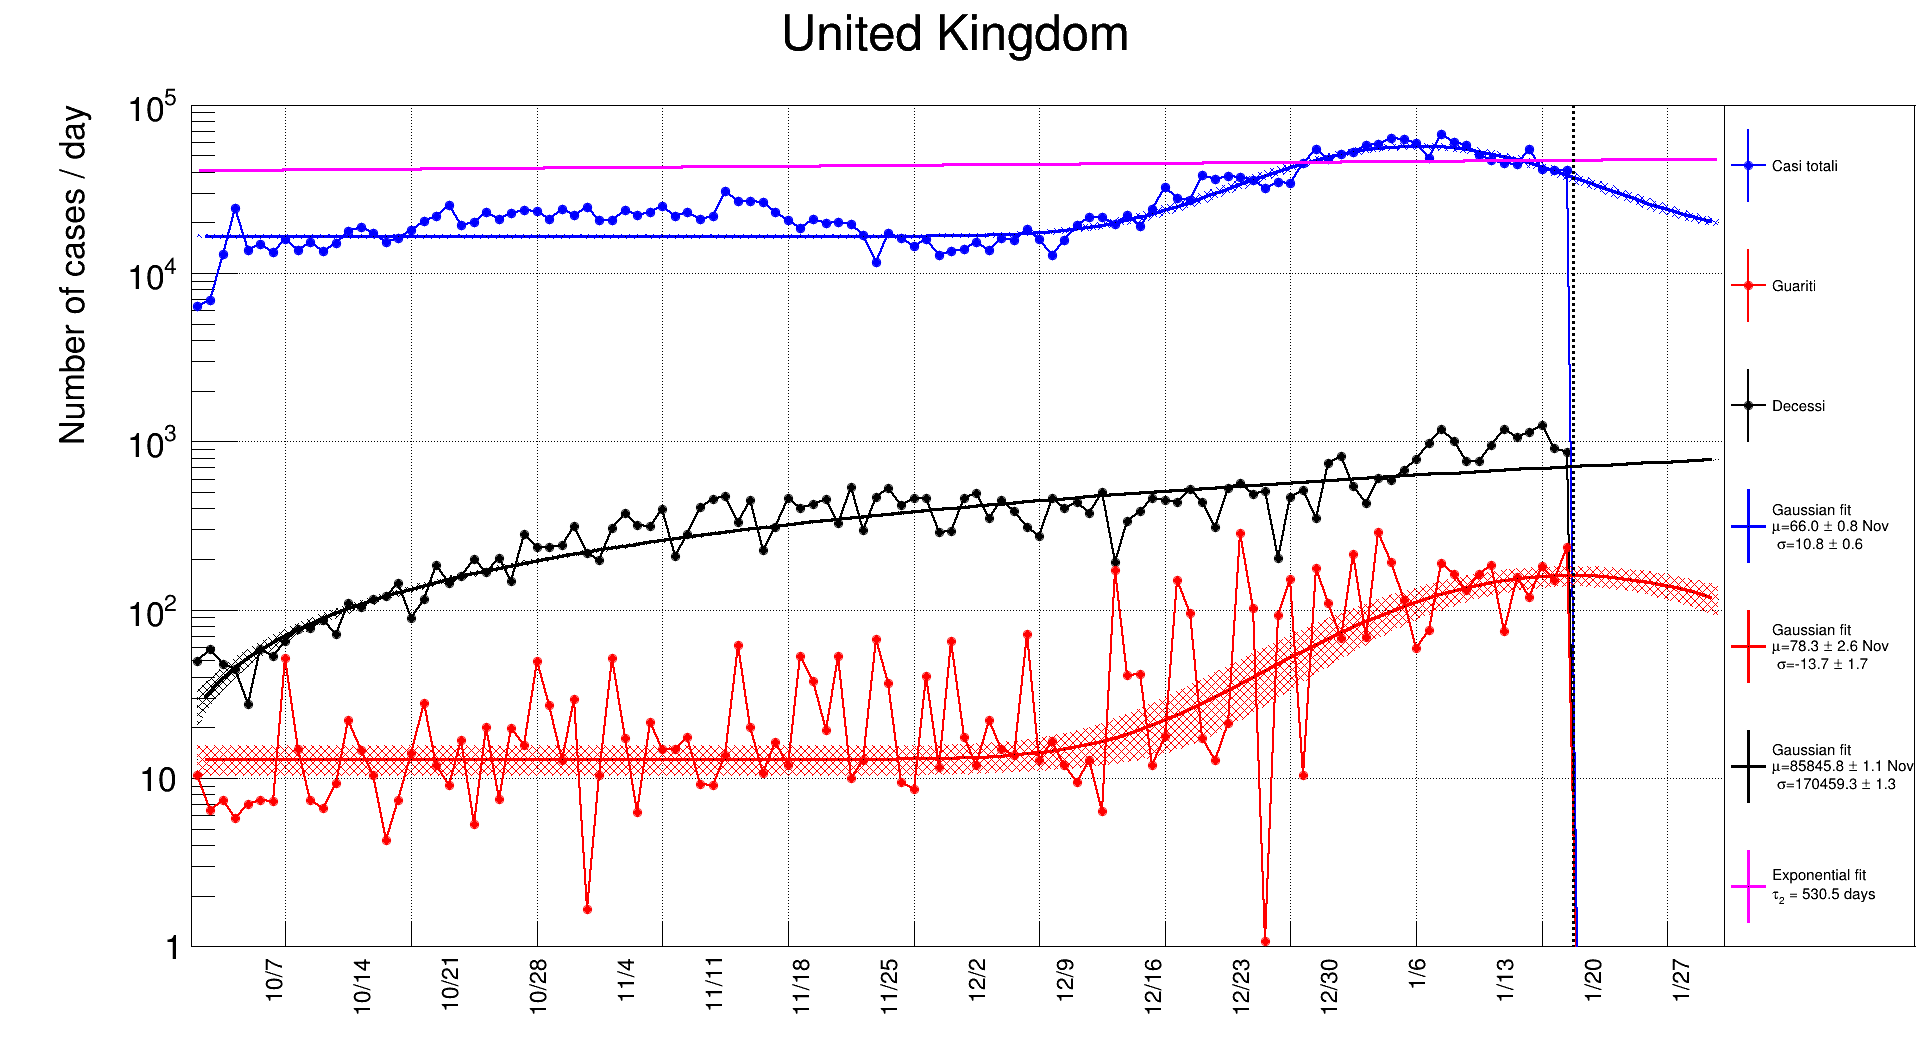 United Kingdom
Number of cases / day
10^5
10^4
10^3
10^2
10
1
10/7
10/14
10/21
10/28
11/4
11/11
11/18
11/25
12/2
12/9
12/16
12/23
12/30
1/6
1/13
1/20
1/27
Casi totali
Guariti
Decessi
Gaussian fit
μ=66.0 ± 0.8 Nov
σ=10.8 ± 0.6
Gaussian fit
μ=78.3 ± 2.6 Nov
σ=-13.7 ± 1.7
Gaussian fit
μ=85845.8 ± 1.1 Nov
σ=170459.3 ± 1.3
Exponential fit
τ₂ = 530.5 days